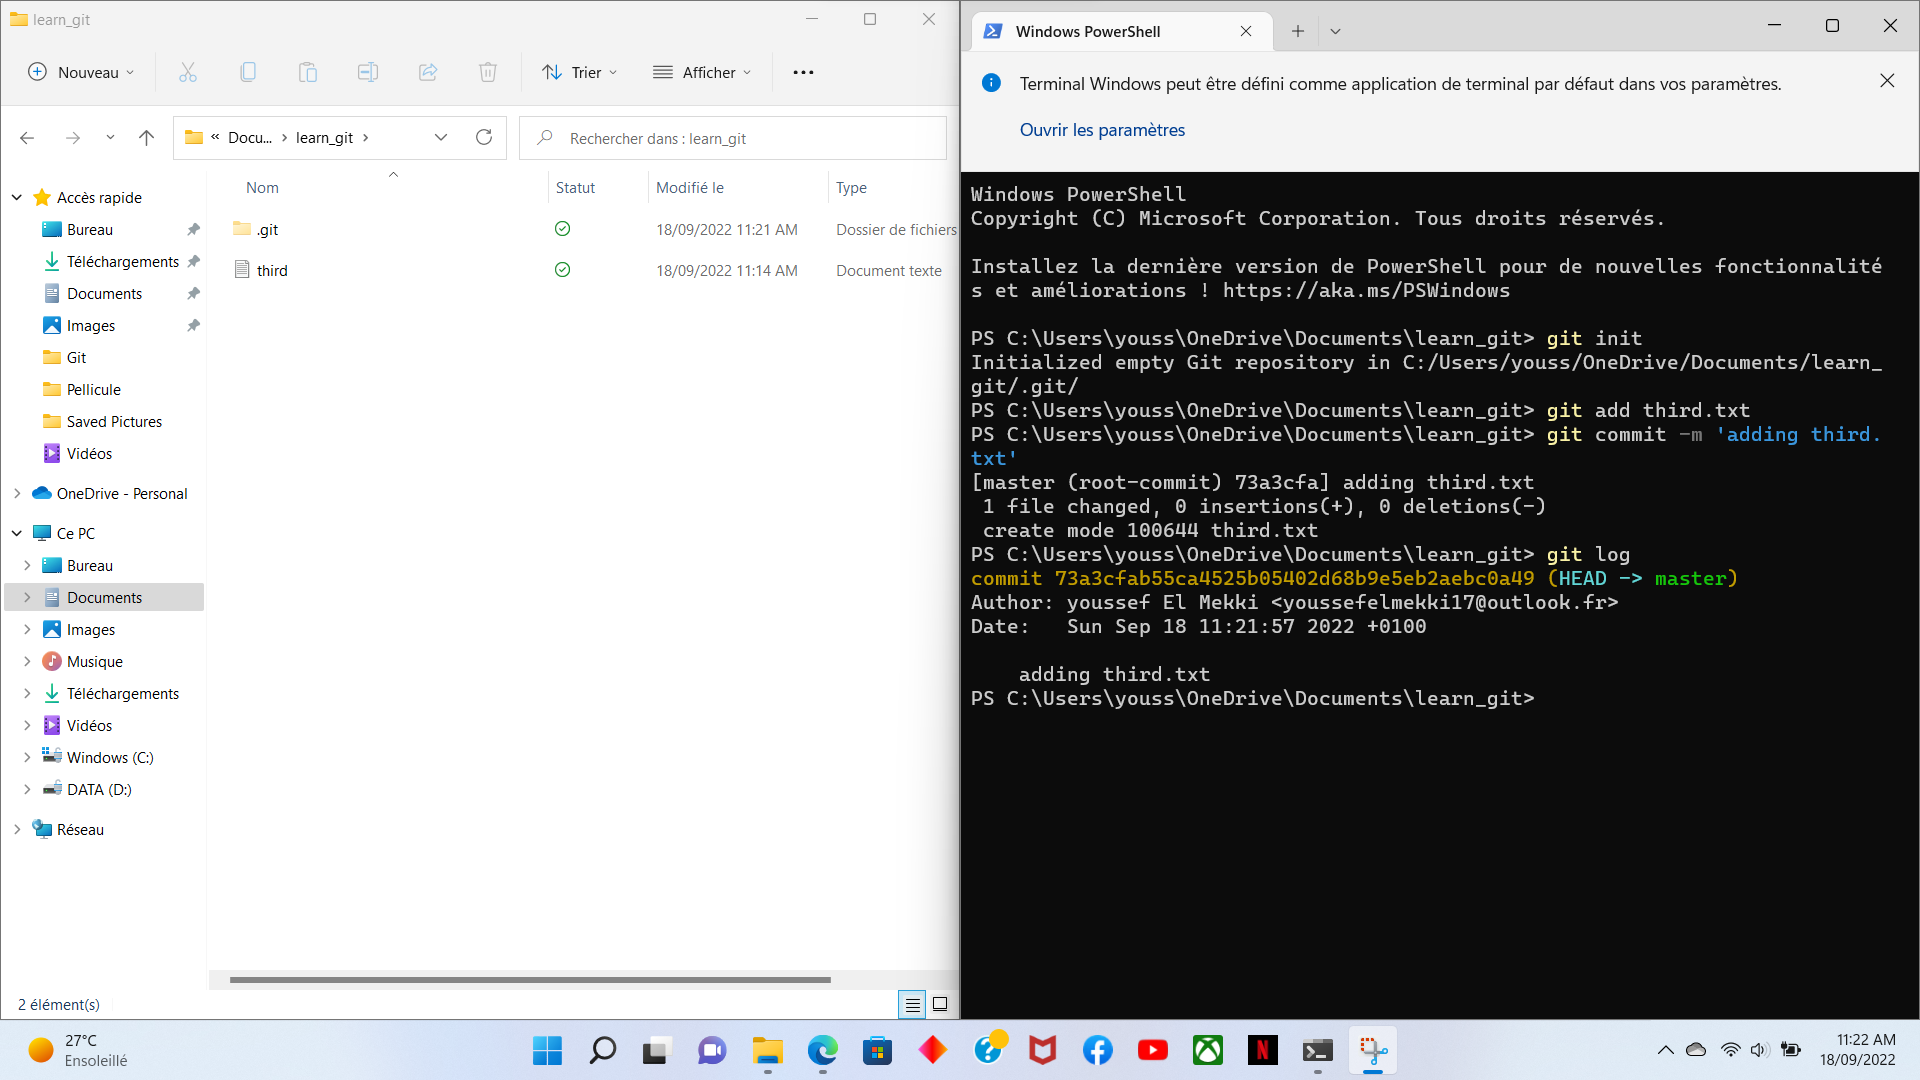 learn_git
Nouveau
Trier
Afficher
« Docu... > learn_git >
Rechercher dans : learn_git
Nom
Statut
Modifié le
Type
.git
18/09/2022 11:21 AM
Dossier de fichiers
third
18/09/2022 11:14 AM
Document texte
Accès rapide
Bureau
Téléchargements
Documents
Images
Git
Pellicule
Saved Pictures
Vidéos
OneDrive - Personal
Ce PC
Bureau
Documents
Images
Musique
Téléchargements
Vidéos
Windows (C:)
DATA (D:)
Réseau
2 élément(s)
Windows PowerShell
Terminal Windows peut être défini comme application de terminal par défaut dans vos paramètres.
Ouvrir les paramètres
Windows PowerShell
Copyright (C) Microsoft Corporation. Tous droits réservés.
Installez la dernière version de PowerShell pour de nouvelles fonctionnalité
s et améliorations ! https://aka.ms/PSWindows
PS C:\Users\youss\OneDrive\Documents\learn_git> git init
Initialized empty Git repository in C:/Users/youss/OneDrive/Documents/learn_
git/.git/
PS C:\Users\youss\OneDrive\Documents\learn_git> git add third.txt
PS C:\Users\youss\OneDrive\Documents\learn_git> git commit -m 'adding third.
txt'
[master (root-commit) 73a3cfa] adding third.txt
 1 file changed, 0 insertions(+), 0 deletions(-)
 create mode 100644 third.txt
PS C:\Users\youss\OneDrive\Documents\learn_git> git log
commit 73a3cfab55ca4525b05402d68b9e5eb2aebc0a49 (HEAD -> master)
Author: youssef El Mekki <youssefelmekki17@outlook.fr>
Date:   Sun Sep 18 11:21:57 2022 +0100
    adding third.txt
PS C:\Users\youss\OneDrive\Documents\learn_git>
27°C
Ensoleillé
11:22 AM
18/09/2022